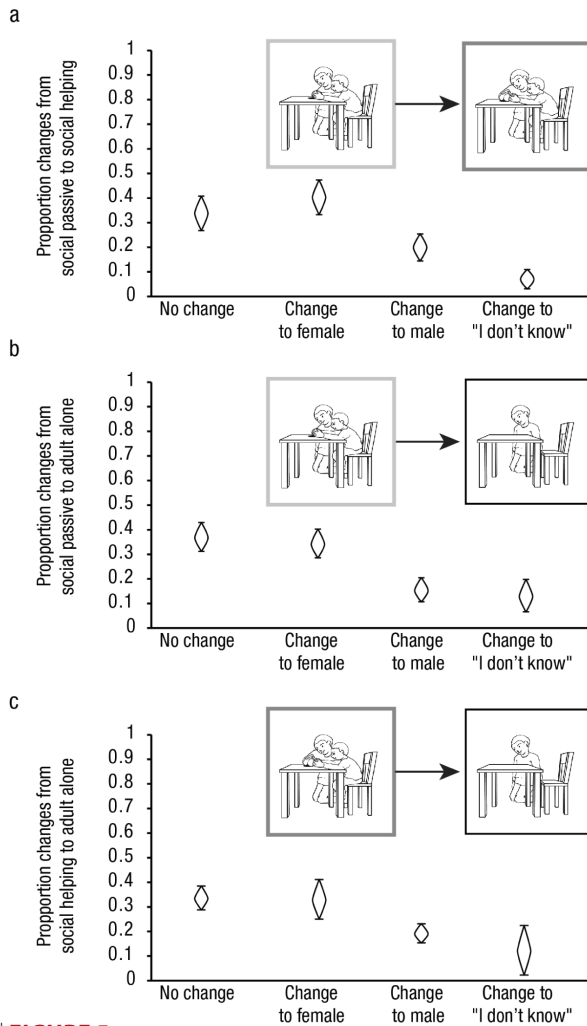 a
Propportion changes from
social passive to social helping
1
0.9
0.8
0.7
0.6
0.5
0.4
0.3
0.2
0.1
0
No change
Change
to female
Change
to male
Change to
"I don't know"
b
Propportion changes from
social passive to adult alone
1
0.9
0.8
0.7
0.6
0.5
0.4
0.3
0.2
0.1
0
No change
Change
to female
Change
to male
Change to
"I don't know"
c
Propportion changes from
social helping to adult alone
1
0.9
0.8
0.7
0.6
0.5
0.4
0.3
0.2
0.1
0
No change
Change
to female
Change
to male
Change to
"I don't know"